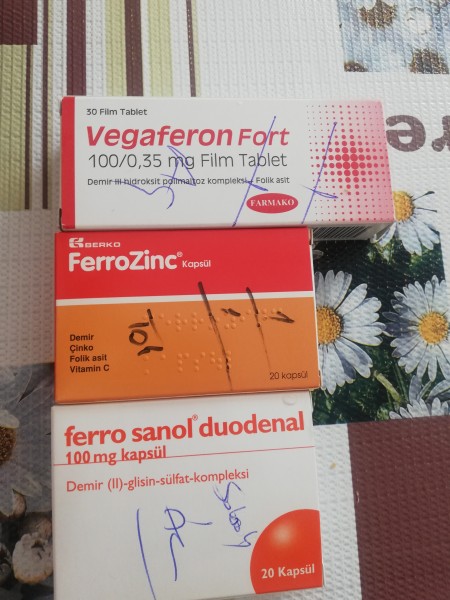 30 Film Tablet
Vegaferon Fort
100/0,35 mg Film Tablet
Demir III hidroksit polimaltoz kompleksi - Folik asit
FARMAKO
BERKO
FerroZinc® Kapsül
Demir
Çinko
Folik asit
Vitamin C
20 kapsül
ferro sanol® duodenal
100 mg kapsül
Demir (II)-glisin-sülfat-kompleksi
20 Kapsül